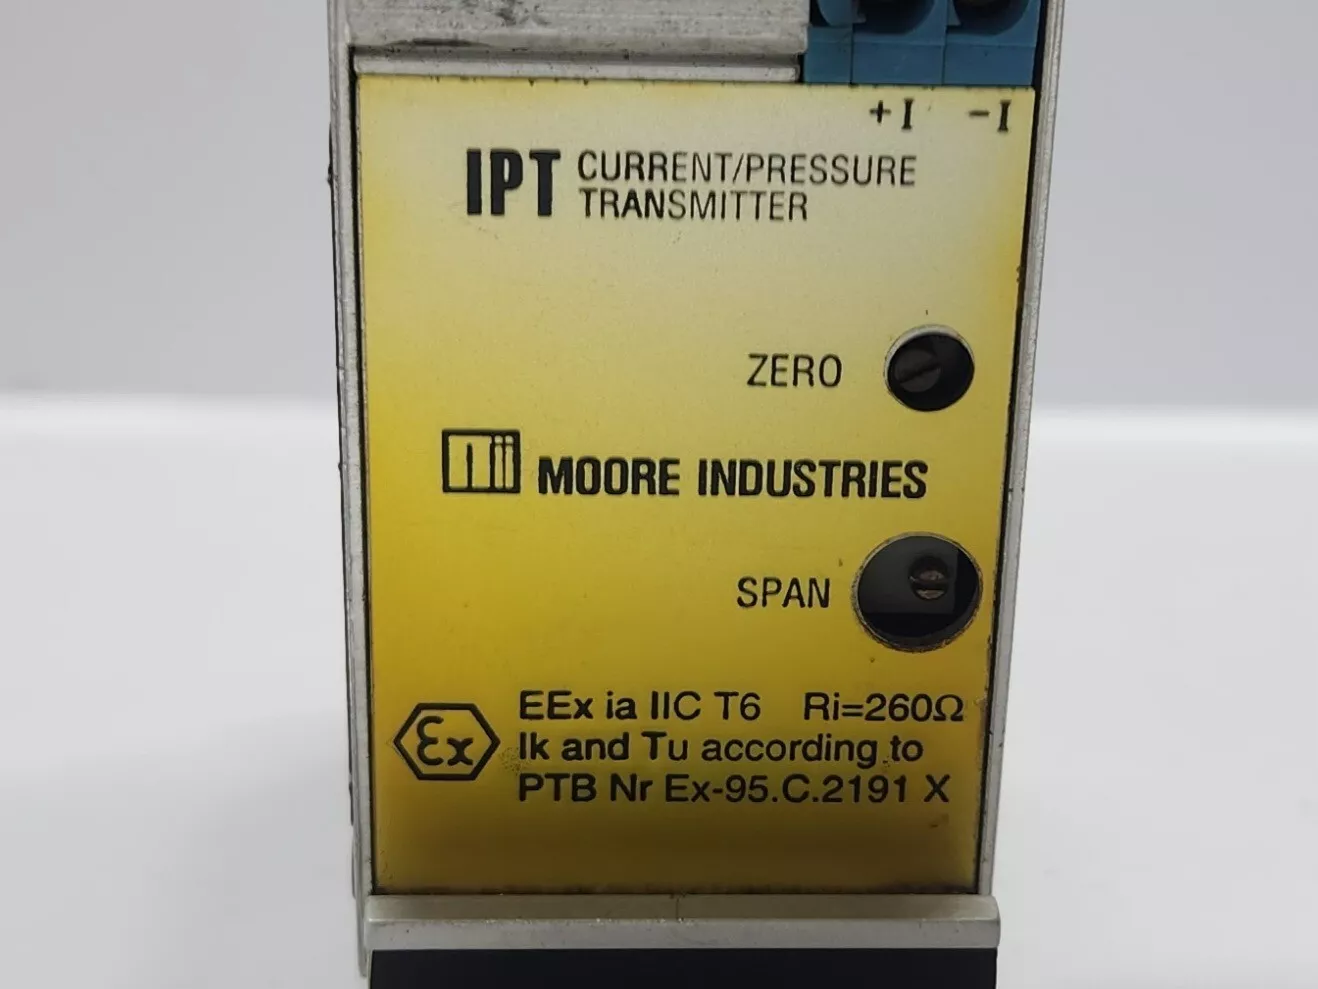 +I -I
IPT CURRENT/PRESSURE
TRANSMITTER
ZERO
MOORE INDUSTRIES
SPAN
EEx ia IIC T6 Ri=260Ω
Ex Ik and Tu according to
PTB Nr Ex-95.C.2191 X